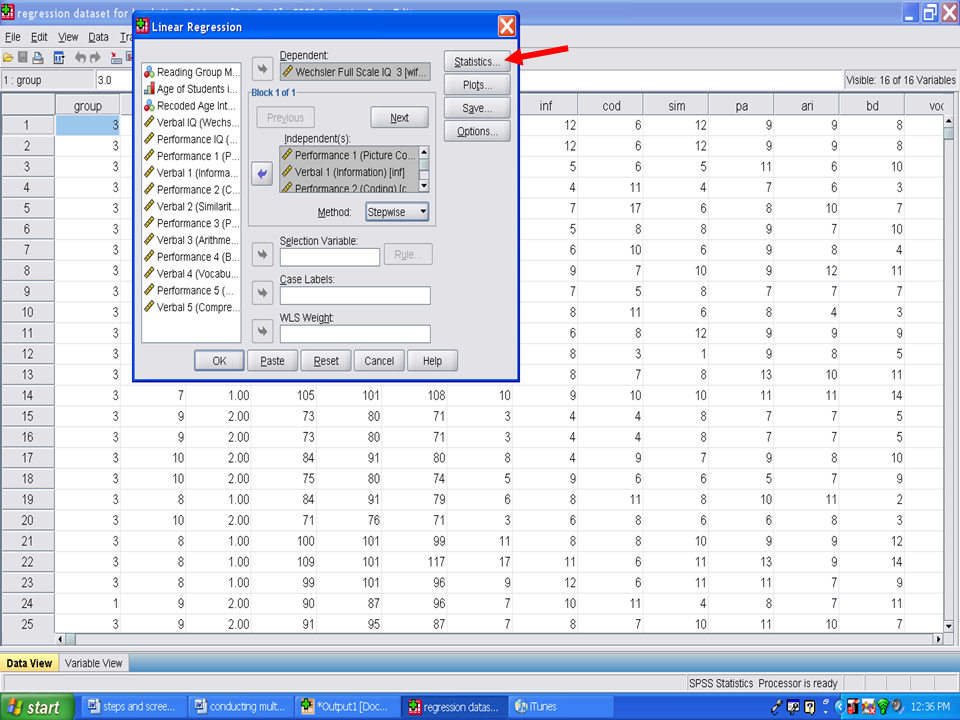 Linear Regression
File Edit View Data
1 : group 3.0 Visible: 16 of 16 Variables
Dependent:
Wechsler Full Scale IQ 3 [wif...
Block 1 of 1
Previous Next
Independent(s):
Performance 1 (Picture Co...
Verbal 1 (Information) [inf]
Performance 2 (Coding) [c
Method: Stepwise
Selection Variable:
Rule...
Case Labels:
WLS Weight:
OK Paste Reset Cancel Help
Statistics...
Plots...
Save...
Options...
Reading Group M...
Age of Students i...
Recoded Age Int...
Verbal IQ (Wechs...
Performance IQ (...
Performance 1 (P...
Verbal 1 (Informa...
Performance 2 (C...
Verbal 2 (Similarit...
Performance 3 (P...
Verbal 3 (Arithme...
Performance 4 (B...
Verbal 4 (Vocabu...
Performance 5 (...
Verbal 5 (Compre...
group inf cod sim pa ari bd voc
1 3 12 6 12 9 9 8
2 3 12 6 12 9 9 8
3 3 5 6 5 11 6 10
4 3 4 11 4 7 6 3
5 3 7 17 6 8 10 7
6 3 5 8 8 9 7 10
7 3 6 10 6 9 8 4
8 3 9 7 10 9 12 11
9 3 7 5 8 7 7 7
10 3 8 11 6 8 4 3
11 3 6 8 12 9 9 9
12 3 8 3 1 9 8 5
13 3 8 7 8 13 10 11
14 3 7 1.00 105 101 108 10 9 10 10 11 11 14
15 3 9 2.00 73 80 71 3 4 4 8 7 7 5
16 3 9 2.00 73 80 71 3 4 4 8 7 7 5
17 3 10 2.00 84 91 80 8 4 9 7 9 8 10
18 3 10 2.00 75 80 74 5 9 6 6 5 7 9
19 3 8 1.00 84 91 79 6 8 11 8 10 11 2
20 3 10 2.00 71 76 71 3 6 8 6 6 8 3
21 3 8 1.00 100 101 99 11 8 8 10 9 9 12
22 3 8 1.00 109 101 117 17 11 6 11 13 9 14
23 3 8 1.00 99 101 96 9 12 6 11 11 7 9
24 1 9 2.00 90 87 96 7 10 11 4 8 7 11
25 3 9 2.00 91 95 87 7 8 7 10 11 10 7
Data View Variable View
SPSS Statistics Processor is ready
start steps and scree... conducting mult... *Output1 [Doc... regression datas... iTunes 12:36 PM